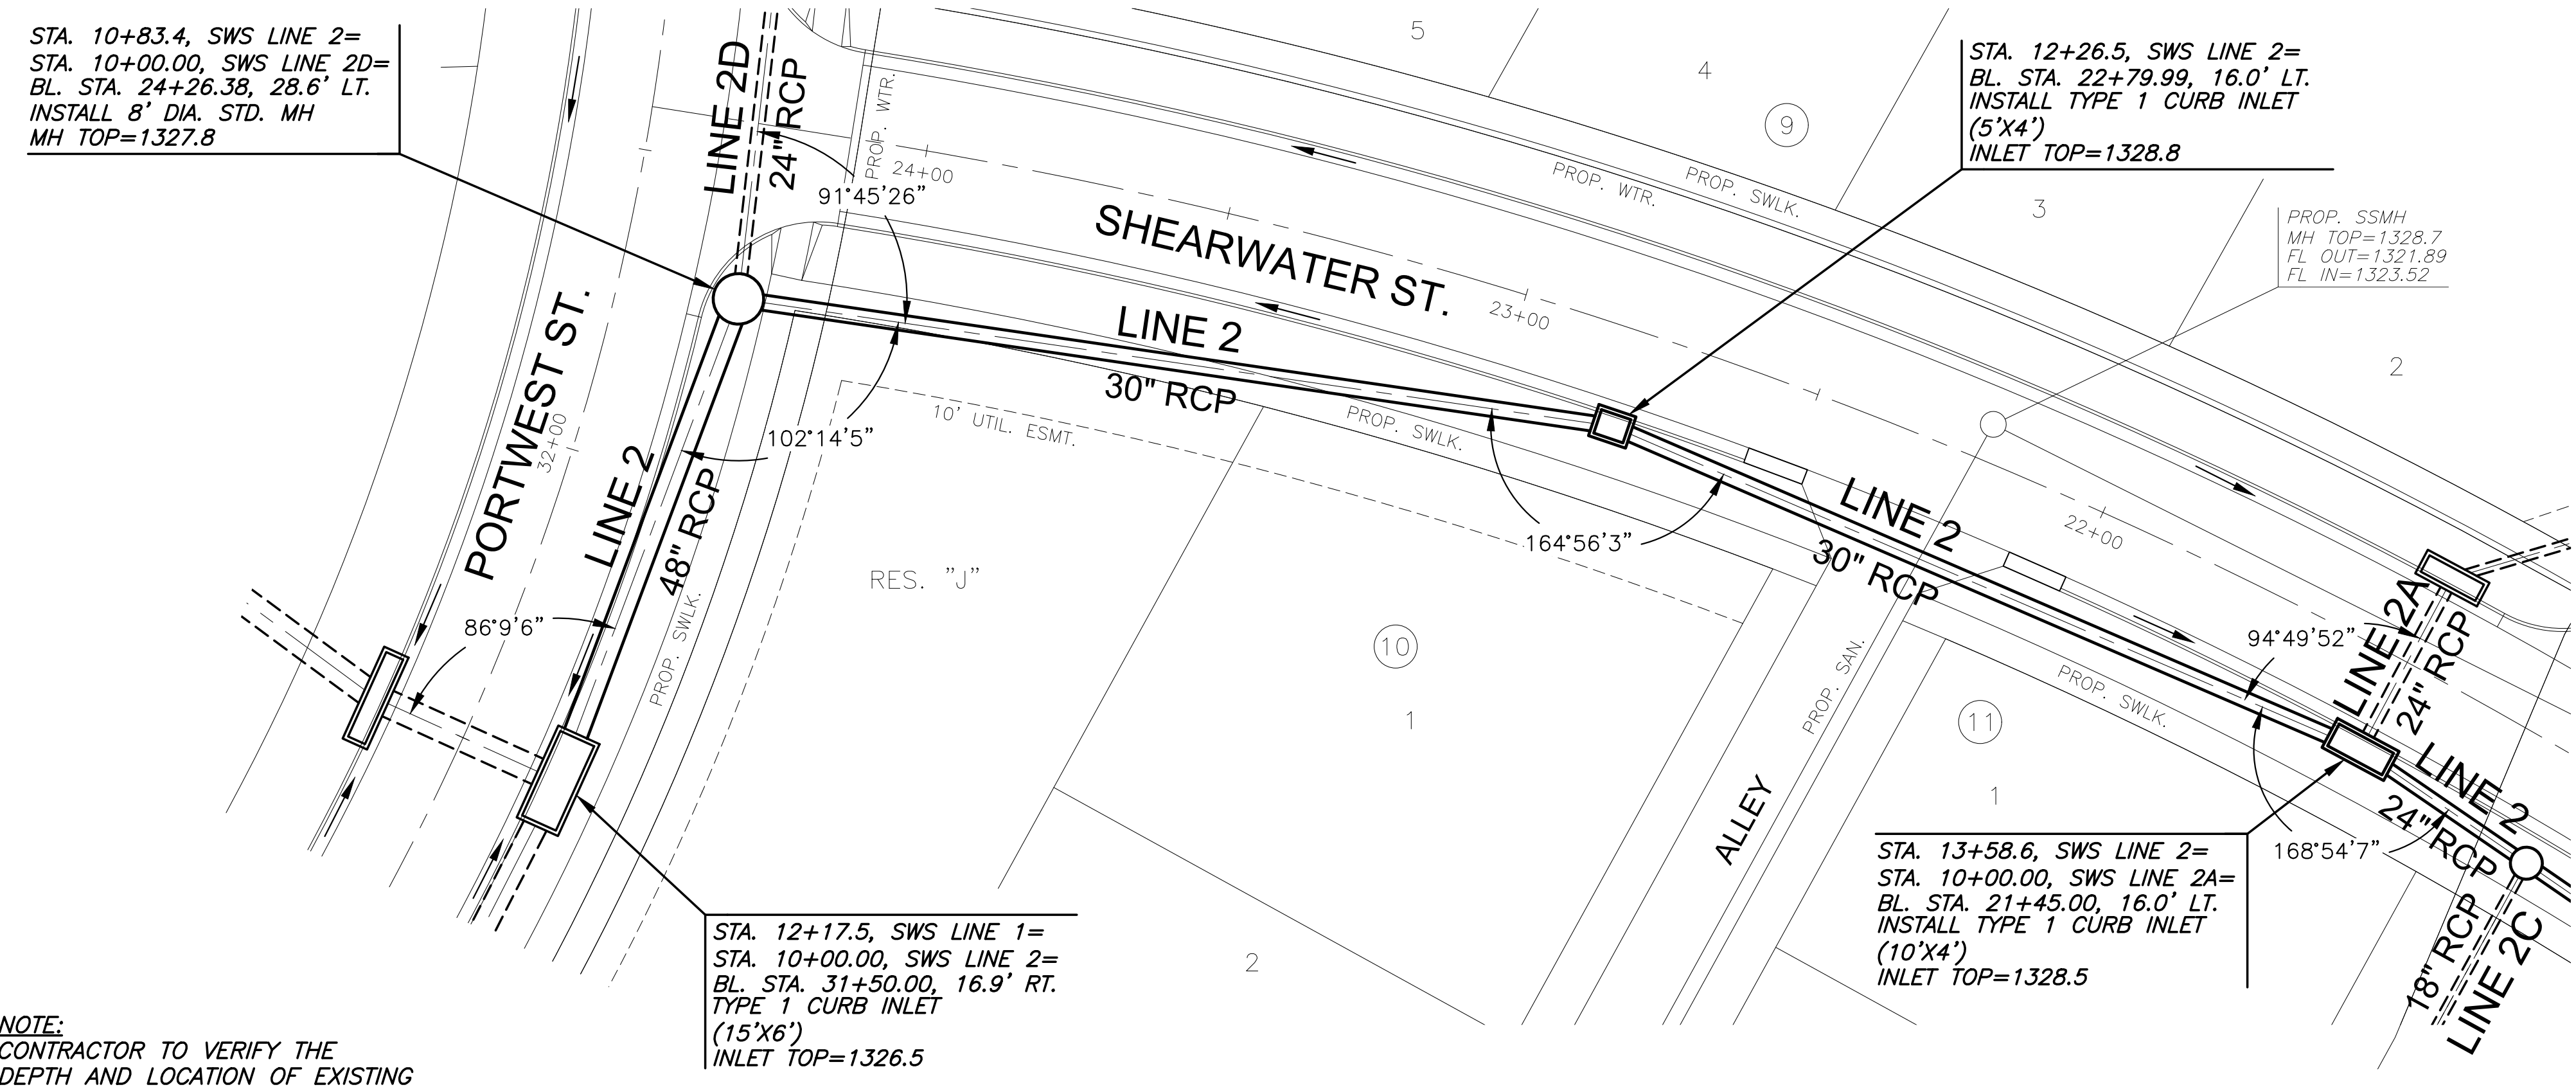 STA. 10+83.4, SWS LINE 2=
STA. 10+00.00, SWS LINE 2D=
BL. STA. 24+26.38, 28.6' LT.
INSTALL 8' DIA. STD. MH
MH TOP=1327.8
LINE 2D
24" RCP
PROP. WTR.
91°45'26"
24+00
5
4
9
STA. 12+26.5, SWS LINE 2=
BL. STA. 22+79.99, 16.0' LT.
INSTALL TYPE 1 CURB INLET
(5'X4')
INLET TOP=1328.8
PROP. WTR.
PROP. SWLK.
3
PROP. SSMH
MH TOP=1328.7
FL OUT=1321.89
FL IN=1323.52
2
SHEARWATER ST.
23+00
LINE 2
30" RCP
PORTWEST ST.
32+00
LINE 2
48" RCP
102°14'5"
10' UTIL. ESMT.
PROP. SWLK.
164°56'3"
LINE 2
30" RCP
22+00
RES. "J"
86°9'6"
PROP. SWLK.
10
1
2
ALLEY
PROP. SAN.
11
1
PROP. SWLK.
94°49'52"
LINE 2A
24" RCP
LINE 2
24" RCP
168°54'7"
18" RCP
LINE 2C
STA. 13+58.6, SWS LINE 2=
STA. 10+00.00, SWS LINE 2A=
BL. STA. 21+45.00, 16.0' LT.
INSTALL TYPE 1 CURB INLET
(10'X4')
INLET TOP=1328.5
STA. 12+17.5, SWS LINE 1=
STA. 10+00.00, SWS LINE 2=
BL. STA. 31+50.00, 16.9' RT.
TYPE 1 CURB INLET
(15'X6')
INLET TOP=1326.5
NOTE:
CONTRACTOR TO VERIFY THE
DEPTH AND LOCATION OF EXISTING